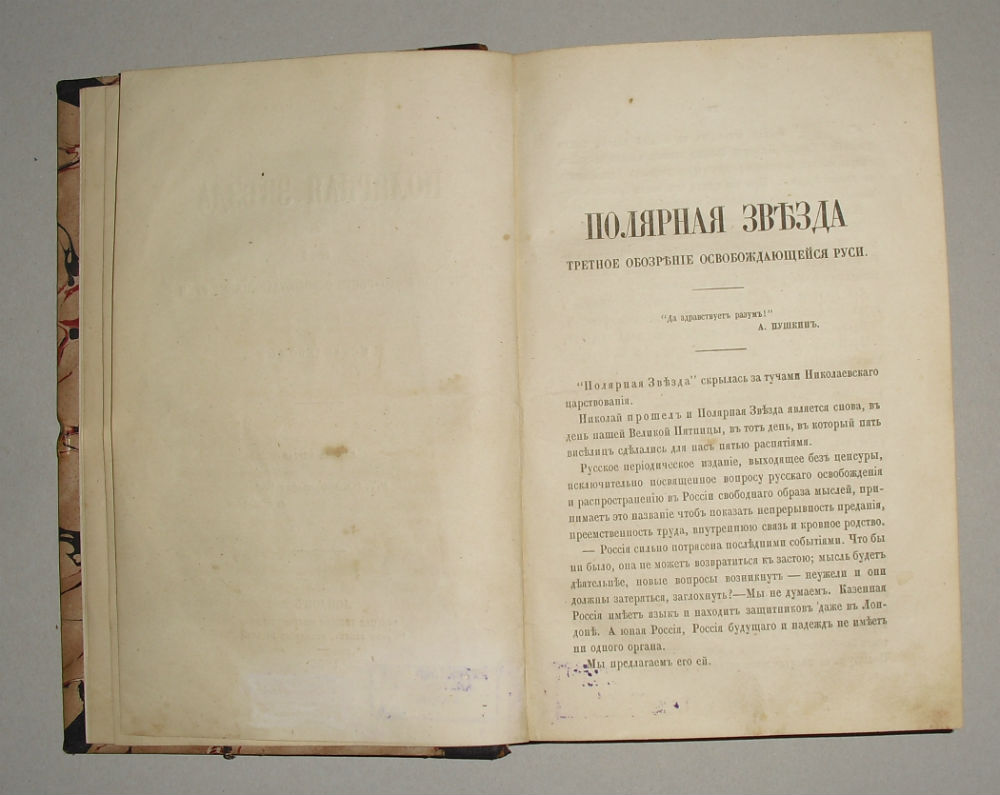 ПОЛЯРНАЯ ЗВѢЗДА
ТРЕТНОЕ ОБОЗРѢНІЕ ОСВОБОЖДАЮЩЕЙСЯ РУСИ.
"Да здравствуетъ разумъ!"
А. ПУШКИНЪ.
"Полярная Звѣзда" скрылась за тучами Николаевскаго
царствованія.
Николай прошелъ и Полярная Звѣзда является снова, въ
день нашей Великой Пятницы, въ тотъ день, въ который пять
висѣлицъ сдѣлались для насъ пятью распятіями.
Русское періодическое изданіе, выходящее безъ ценсуры,
исключительно посвященное вопросу русскаго освобожденія
и распространенію въ Россіи свободнаго образа мыслей, при-
нимаетъ это названіе чтобъ показать непрерывность преданія,
преемственность труда, внутреннюю связь и кровное родство.
— Россія сильно потрясена послѣдними событіями. Что бы
ни было, она не можетъ возвратиться къ застою; мысль будетъ
дѣятельнѣе, новые вопросы возникнутъ — неужели и они
должны затеряться, заглохнуть?—Мы не думаемъ. Казенная
Россія имѣетъ языкъ и находитъ защитниковъ даже въ Лон-
донѣ. А юная Россія, Россія будущаго и надеждъ не имѣетъ
ни одного органа.
Мы предлагаемъ его ей.